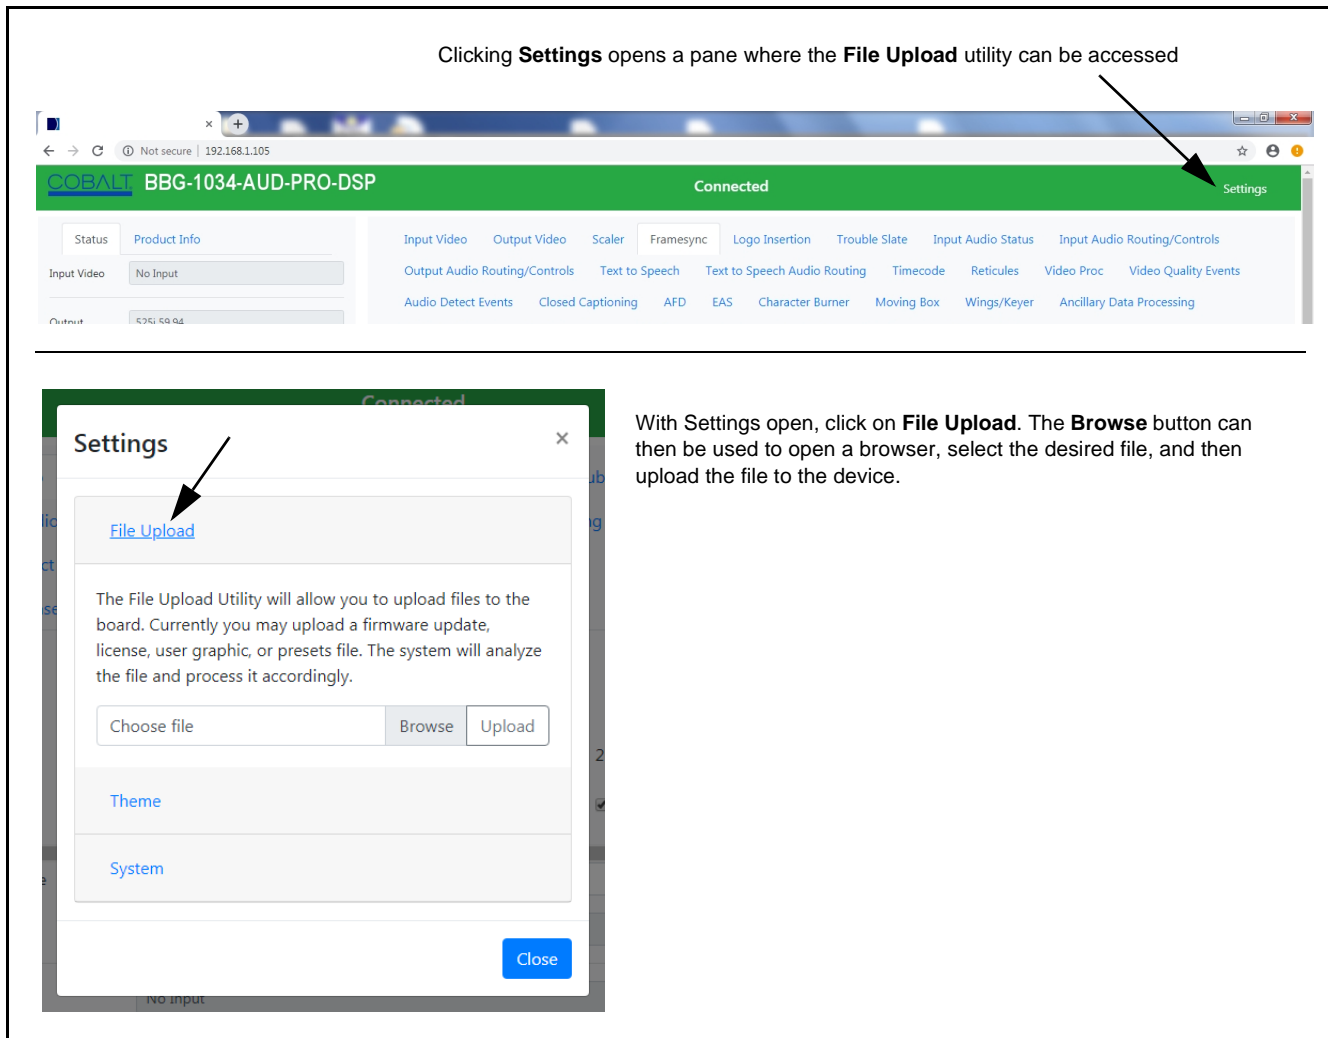 Clicking Settings opens a pane where the File Upload utility can be accessed
Not secure | 192.168.1.105
COBALT BBG-1034-AUD-PRO-DSP
Connected
Settings
Status Product Info
Input Video No Input
Output 525i 59.94
Input Video Output Video Scaler Framesync Logo Insertion Trouble Slate Input Audio Status Input Audio Routing/Controls
Output Audio Routing/Controls Text to Speech Text to Speech Audio Routing Timecode Reticules Video Proc Video Quality Events
Audio Detect Events Closed Captioning AFD EAS Character Burner Moving Box Wings/Keyer Ancillary Data Processing
Connected
Settings ×
File Upload
The File Upload Utility will allow you to upload files to the
board. Currently you may upload a firmware update,
license, user graphic, or presets file. The system will analyze
the file and process it accordingly.
Choose file Browse Upload
Theme
System
Close
No Input
2
With Settings open, click on File Upload. The Browse button can
then be used to open a browser, select the desired file, and then
upload the file to the device.